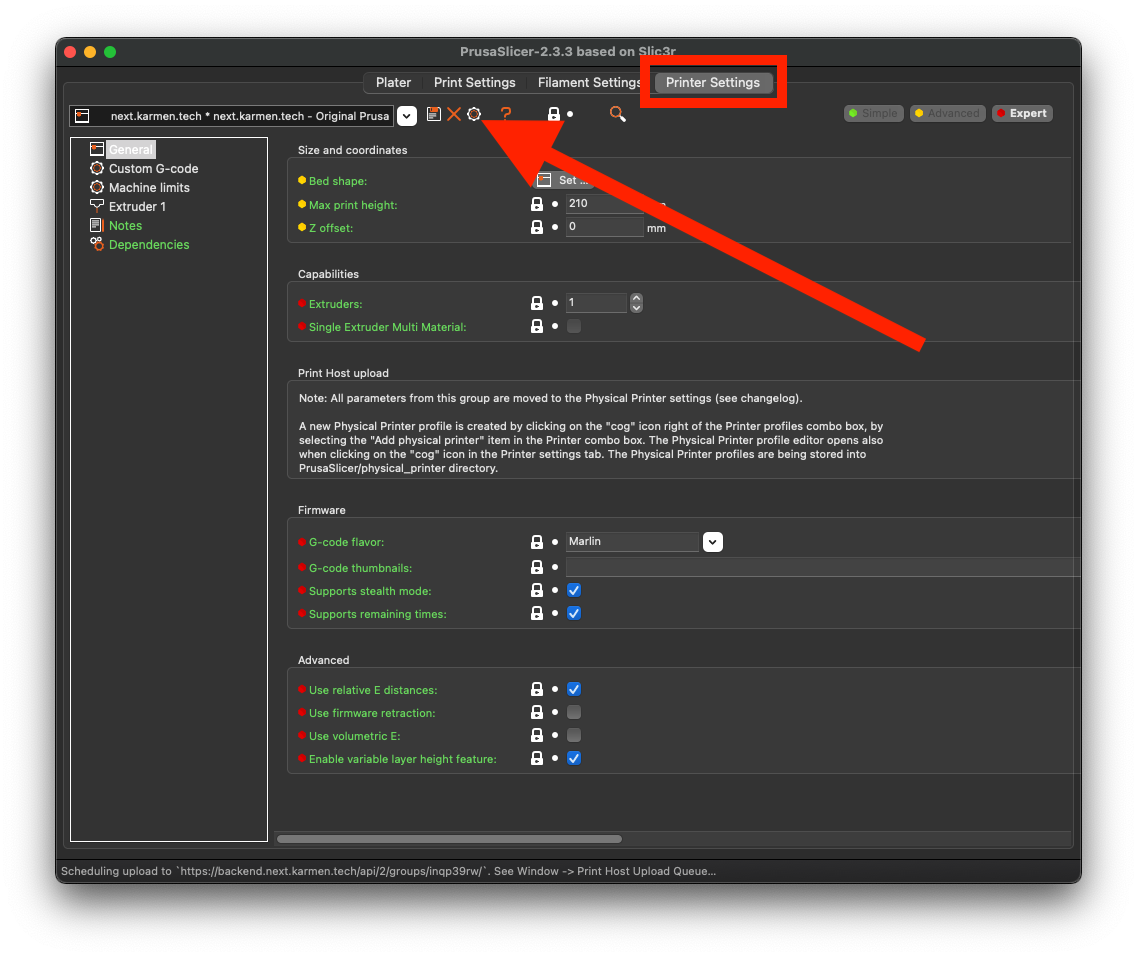 PrusaSlicer-2.3.3 based on Slic3r
Plater Print Settings Filament Settings Printer Settings
next.karmen.tech * next.karmen.tech - Original Prusa
Simple Advanced Expert
General
Custom G-code
Machine limits
Extruder 1
Notes
Dependencies
Size and coordinates
Bed shape: Set ...
Max print height: 210
Z offset: 0 mm
Capabilities
Extruders: 1
Single Extruder Multi Material:
Print Host upload
Note: All parameters from this group are moved to the Physical Printer settings (see changelog).
A new Physical Printer profile is created by clicking on the "cog" icon right of the Printer profiles combo box, by
selecting the "Add physical printer" item in the Printer combo box. The Physical Printer profile editor opens also
when clicking on the "cog" icon in the Printer settings tab. The Physical Printer profiles are being stored into
PrusaSlicer/physical_printer directory.
Firmware
G-code flavor: Marlin
G-code thumbnails:
Supports stealth mode:
Supports remaining times:
Advanced
Use relative E distances:
Use firmware retraction:
Use volumetric E:
Enable variable layer height feature:
Scheduling upload to `https://backend.next.karmen.tech/api/2/groups/inqp39rw/`. See Window -> Print Host Upload Queue...